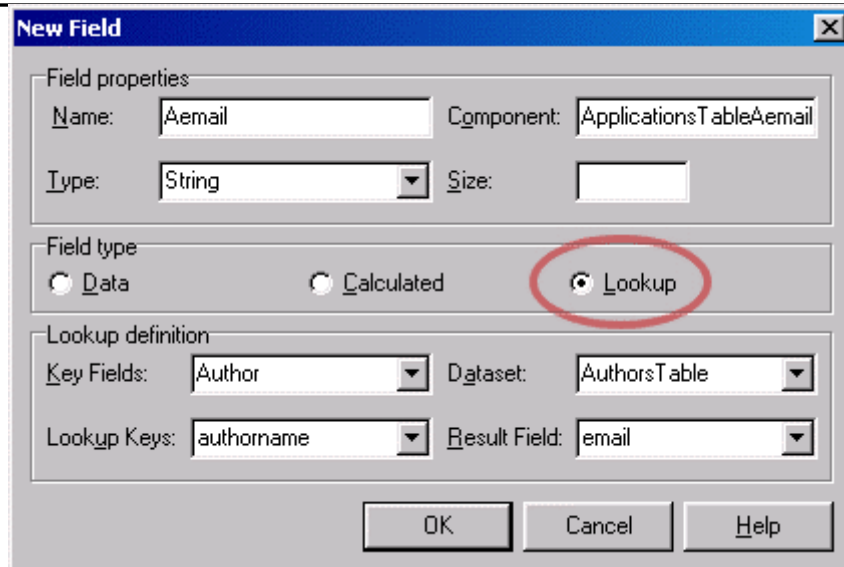 New Field
Field properties
Name: Aemail Component: ApplicationsTableAemail
Type: String Size:
Field type
Data Calculated Lookup
Lookup definition
Key Fields: Author Dataset: AuthorsTable
Lookup Keys: authorname Result Field: email
OK Cancel Help